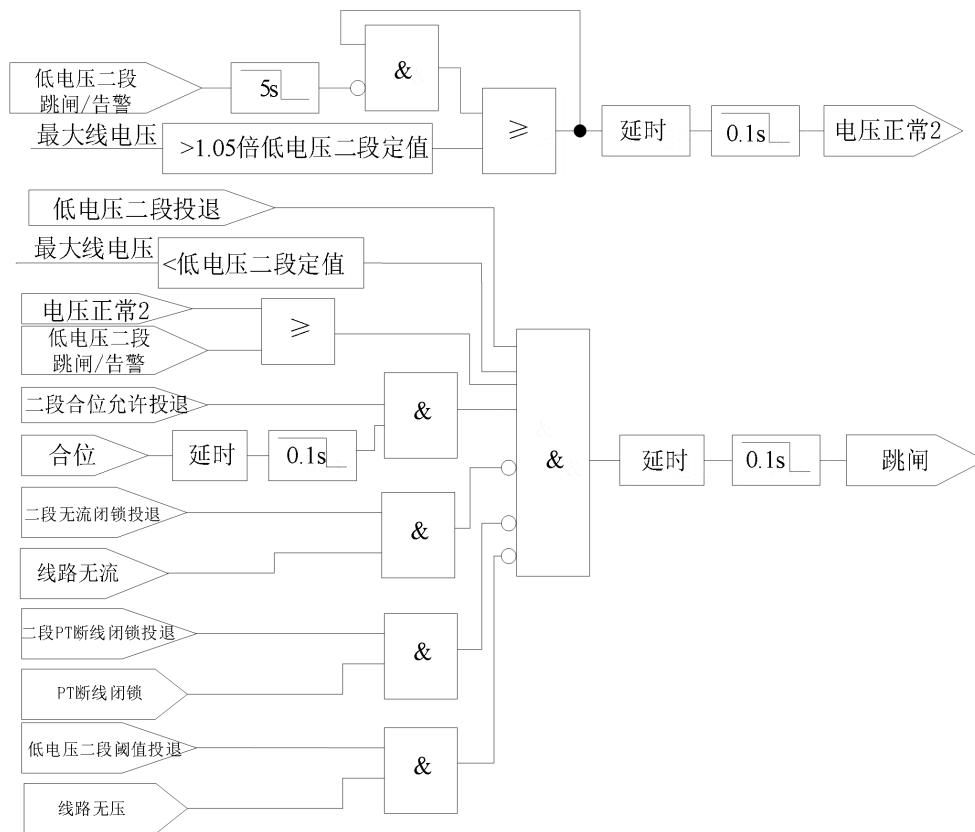 低电压二段
跳闸/告警
5s
&
≥
延时
0.1s
电压正常2
最大线电压
>1.05倍低电压二段定值
低电压二段投退
最大线电压
<低电压二段定值
电压正常2
低电压二段
跳闸/告警
≥
二段合位允许投退
&
合位
延时
0.1s
&
延时
0.1s
跳闸
二段无流闭锁投退
&
线路无流
二段PT断线闭锁投退
&
PT断线闭锁
低电压二段阈值投退
&
线路无压